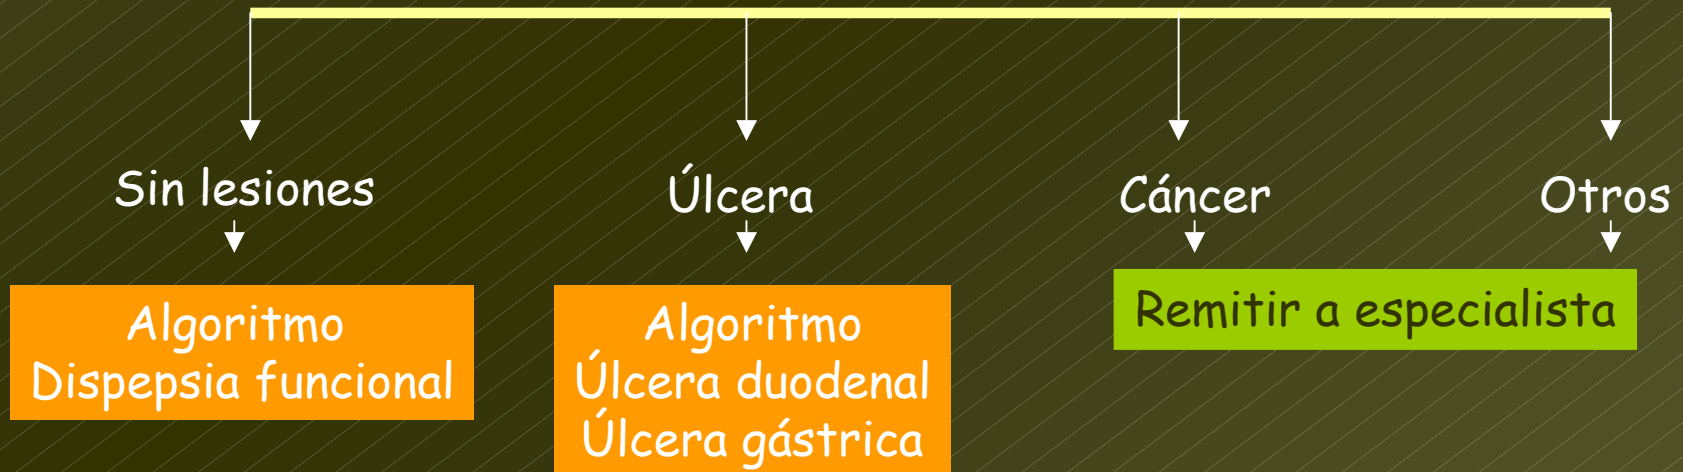 Sin lesiones
Úlcera
Cáncer
Otros
Algoritmo
Dispepsia funcional
Algoritmo
Úlcera duodenal
Úlcera gástrica
Remitir a especialista